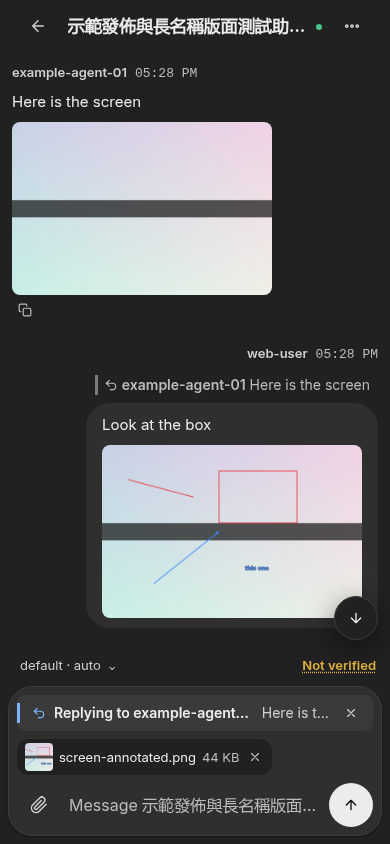 示範發佈與長名稱版面測試助...
example-agent-01 05:28 PM
Here is the screen
web-user 05:28 PM
example-agent-01 Here is the screen
Look at the box
this one
default · auto
Not verified
Replying to example-agent... Here is t...
screen-annotated.png 44 KB
Message 示範發佈與長名稱版面...